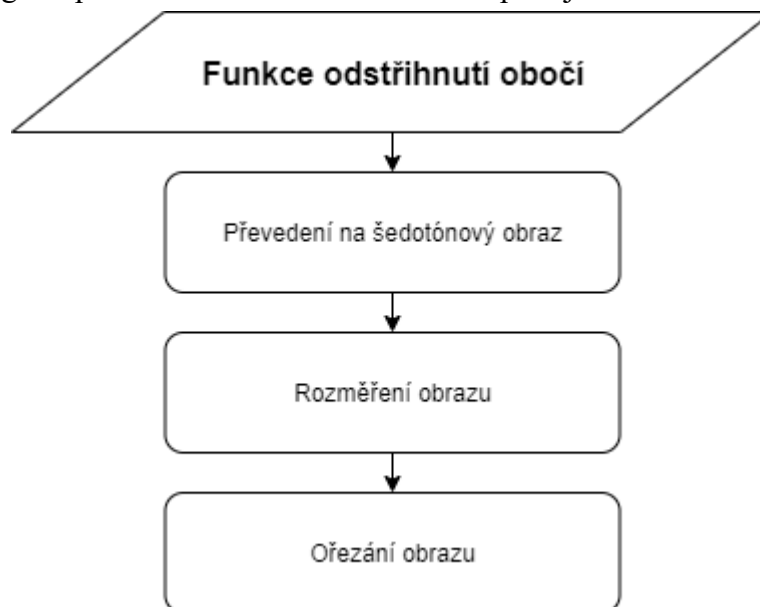 Funkce odstřihnutí obočí
Převedení na šedotónový obraz
Rozměření obrazu
Ořezání obrazu